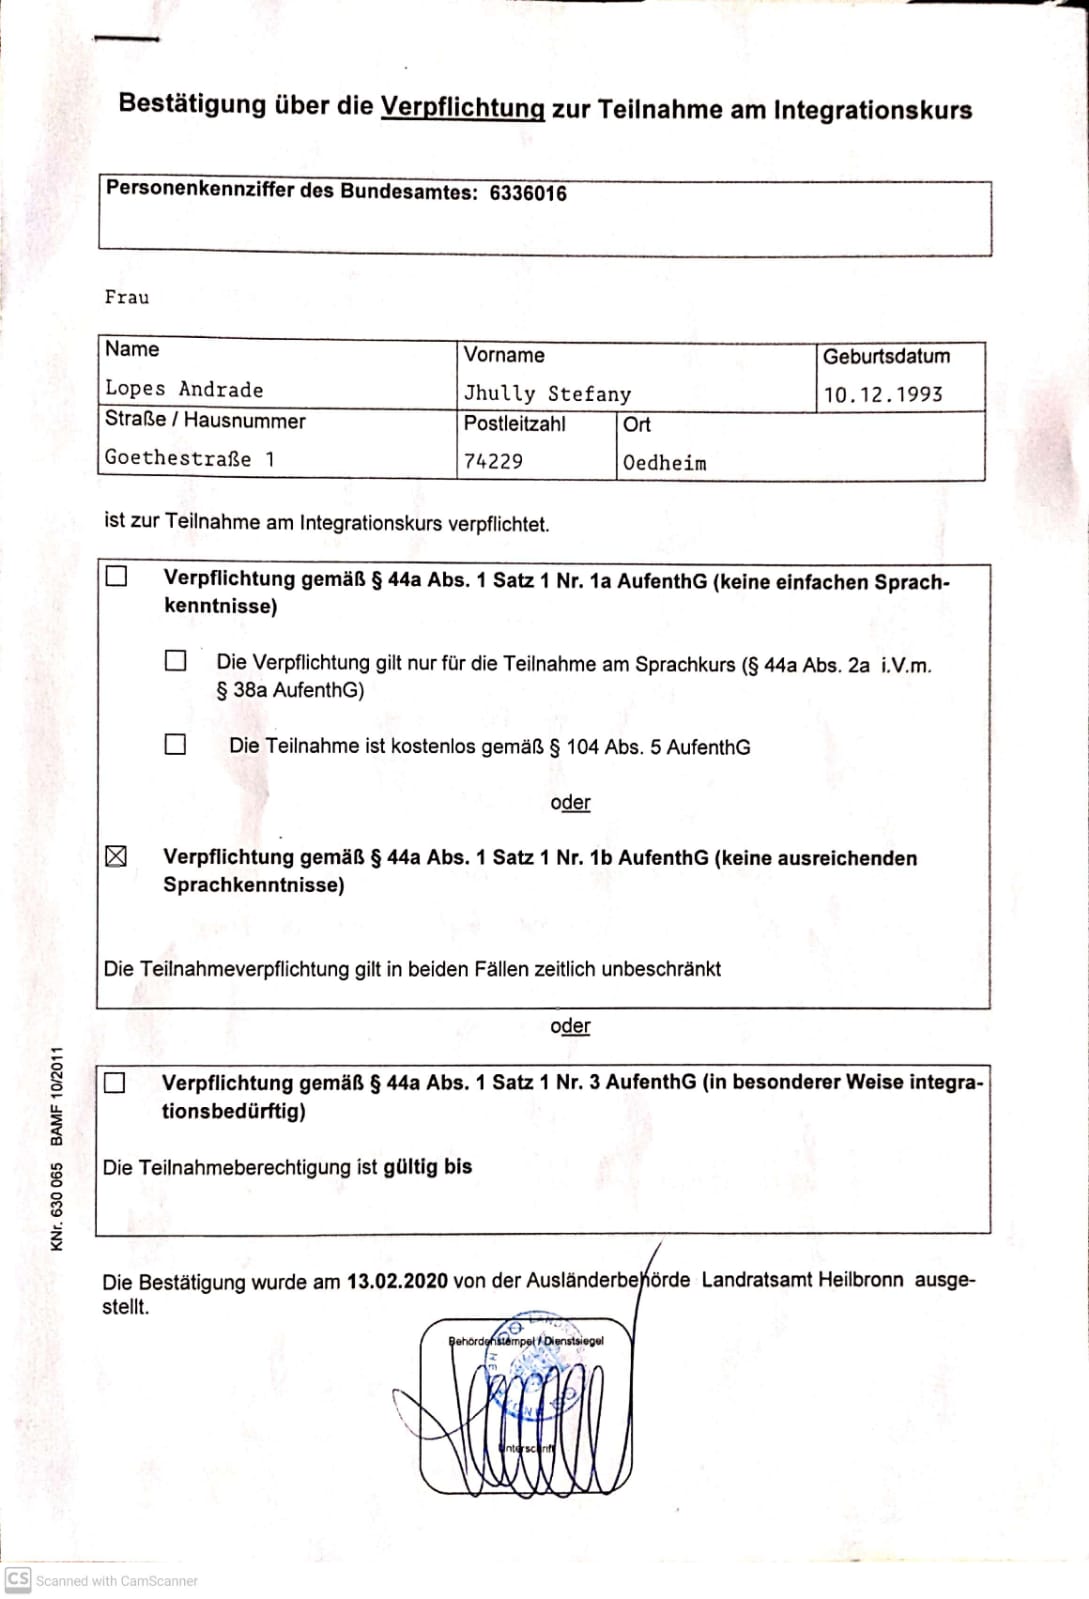 Bestätigung über die Verpflichtung zur Teilnahme am Integrationskurs
Personenkennziffer des Bundesamtes: 6336016
Frau
Name
Vorname
Geburtsdatum
Lopes Andrade
Jhully Stefany
10.12.1993
Straße / Hausnummer
Postleitzahl
Ort
Goethestraße 1
74229
Oedheim
ist zur Teilnahme am Integrationskurs verpflichtet.
Verpflichtung gemäß § 44a Abs. 1 Satz 1 Nr. 1a AufenthG (keine einfachen Sprach-
kenntnisse)
Die Verpflichtung gilt nur für die Teilnahme am Sprachkurs (§ 44a Abs. 2a i.V.m.
§ 38a AufenthG)
Die Teilnahme ist kostenlos gemäß § 104 Abs. 5 AufenthG
oder
Verpflichtung gemäß § 44a Abs. 1 Satz 1 Nr. 1b AufenthG (keine ausreichenden
Sprachkenntnisse)
Die Teilnahmeverpflichtung gilt in beiden Fällen zeitlich unbeschränkt
oder
Verpflichtung gemäß § 44a Abs. 1 Satz 1 Nr. 3 AufenthG (in besonderer Weise integra-
tionsbedürftig)
Die Teilnahmeberechtigung ist gültig bis
KNr. 630 065 BAMF 10/2011
Die Bestätigung wurde am 13.02.2020 von der Ausländerbehörde Landratsamt Heilbronn ausge-
stellt.
Behördenstempel / Dienstsiegel
Unterschrift
CS Scanned with CamScanner